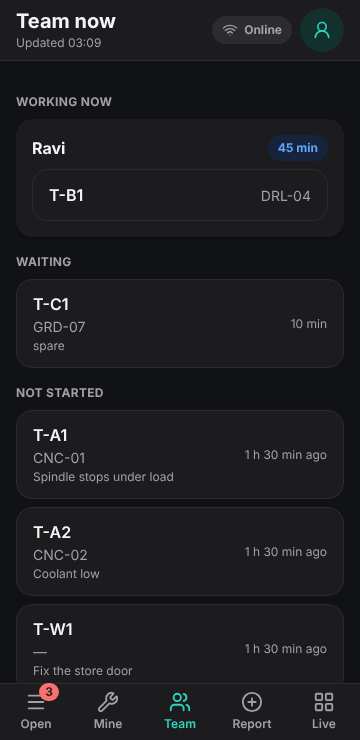 Team now
Updated 03:09
Online
WORKING NOW
Ravi
45 min
T-B1
DRL-04
WAITING
T-C1
GRD-07
10 min
spare
NOT STARTED
T-A1
CNC-01
1 h 30 min ago
Spindle stops under load
T-A2
CNC-02
1 h 30 min ago
Coolant low
T-W1
—
1 h 30 min ago
Fix the store door
3
Open
Mine
Team
Report
Live